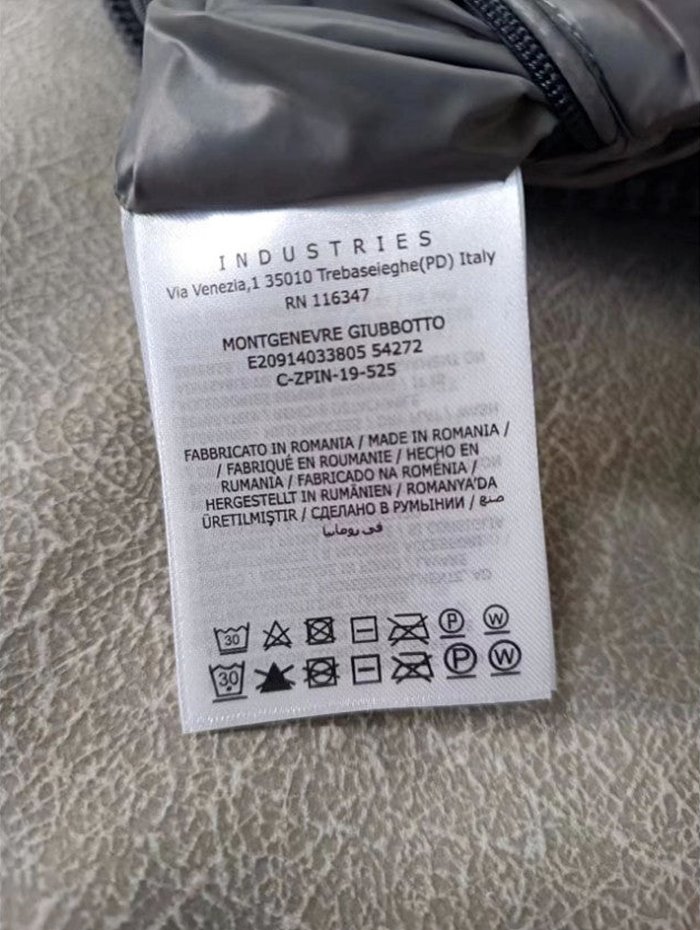 INDUSTRIES
Via Venezia,1 35010 Trebaseieghe(PD) Italy
RN 116347
MONTGENEVRE GIUBBOTTO
E20914033805 54272
C-ZPIN-19-525
FABBRICATO IN ROMANIA / MADE IN ROMANIA /
/ FABRIQUÉ EN ROUMANIE / HECHO EN
RUMANIA / FABRICADO NA ROMÉNIA /
HERGESTELLT IN RUMÄNIEN / ROMANYA'DA
ÜRETILMIŞTIR / СДЕЛАНО В РУМЫНИИ / صنع
في رومانيا
30 P W
30 P W